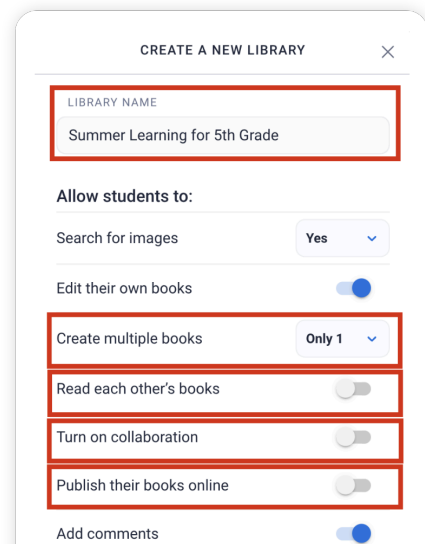 CREATE A NEW LIBRARY
LIBRARY NAME
Summer Learning for 5th Grade
Allow students to:
Search for images Yes
Edit their own books
Create multiple books Only 1
Read each other's books
Turn on collaboration
Publish their books online
Add comments